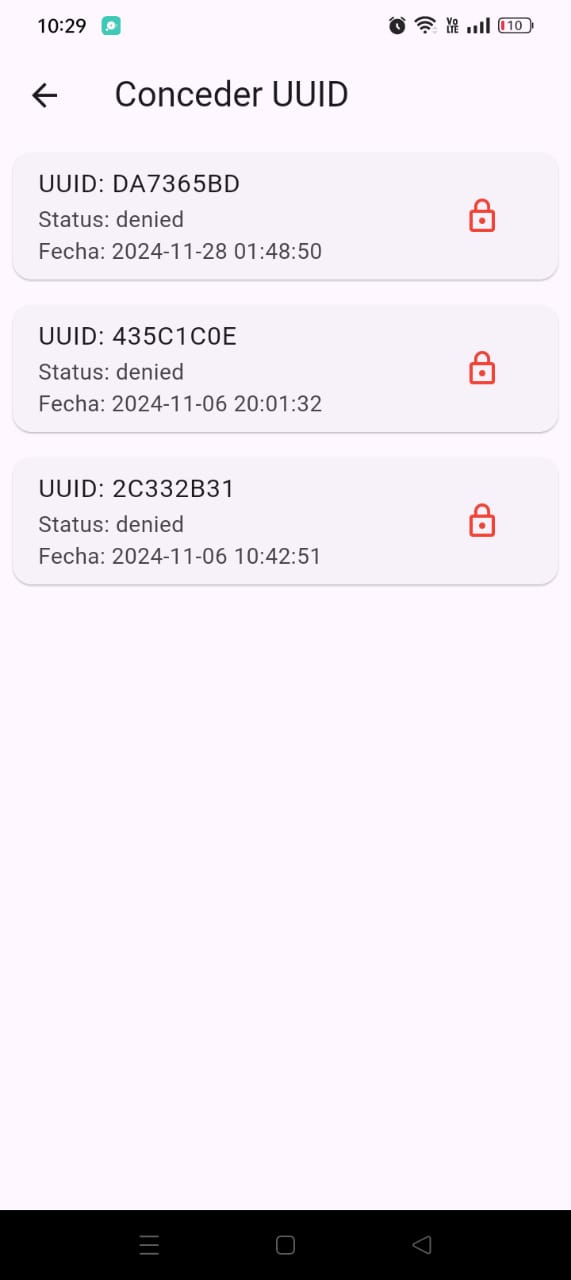 10:29
Vo
LTE
10
Conceder UUID
UUID: DA7365BD
Status: denied
Fecha: 2024-11-28 01:48:50
UUID: 435C1C0E
Status: denied
Fecha: 2024-11-06 20:01:32
UUID: 2C332B31
Status: denied
Fecha: 2024-11-06 10:42:51